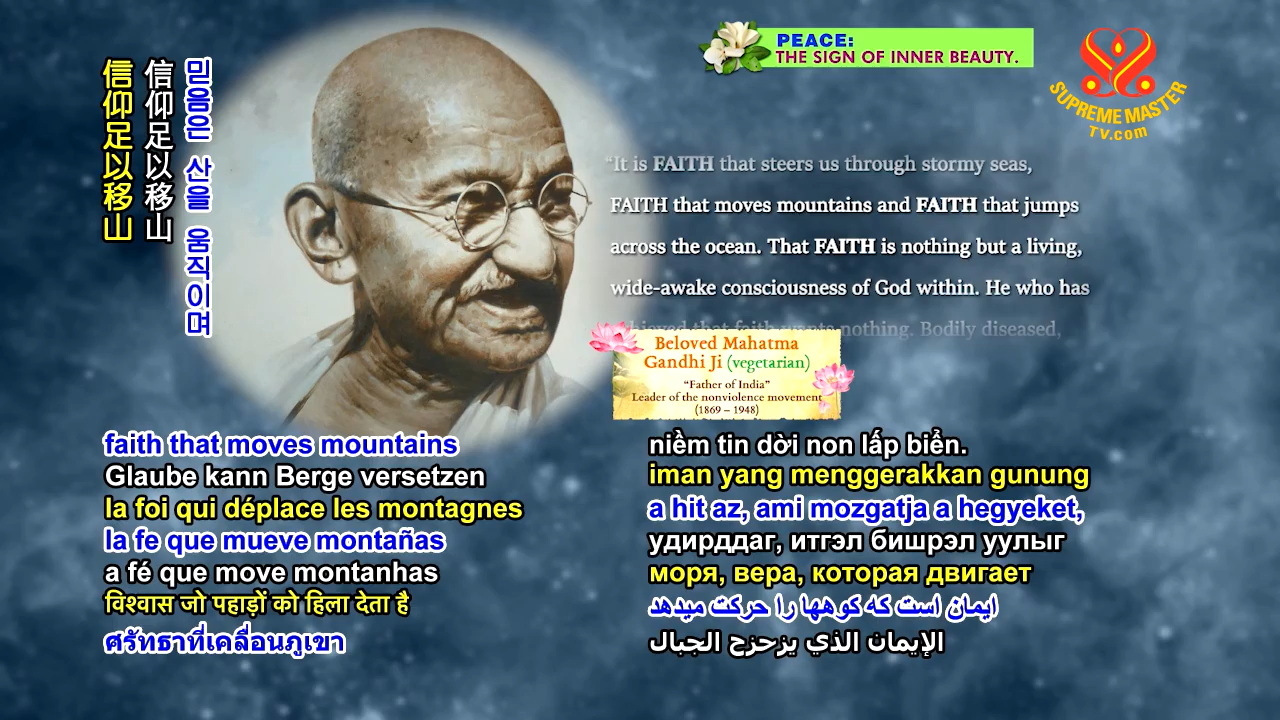 PEACE:
THE SIGN OF INNER BEAUTY.
SUPREME MASTER
TV.com
信仰足以移山
信仰足以移山
믿음은 산을 움직이며
“It is FAITH that steers us through stormy seas,
FAITH that moves mountains and FAITH that jumps
across the ocean. That FAITH is nothing but a living,
wide-awake consciousness of God within. He who has
achieved that faith wants nothing. Bodily diseased,
Beloved Mahatma
Gandhi Ji (vegetarian)
“Father of India”
Leader of the nonviolence movement
(1869 – 1948)
faith that moves mountains
Glaube kann Berge versetzen
la foi qui déplace les montagnes
la fe que mueve montañas
a fé que move montanhas
विश्वास जो पहाड़ों को हिला देता है
ศรัทธาที่เคลื่อนภูเขา
niềm tin dời non lấp biển.
iman yang menggerakkan gunung
a hit az, ami mozgatja a hegyeket,
удирддаг, итгэл бишрэл уулыг
моря, вера, которая двигает
ایمان است که کوهها را حرکت میدهد
الإيمان الذي يزحزح الجبال